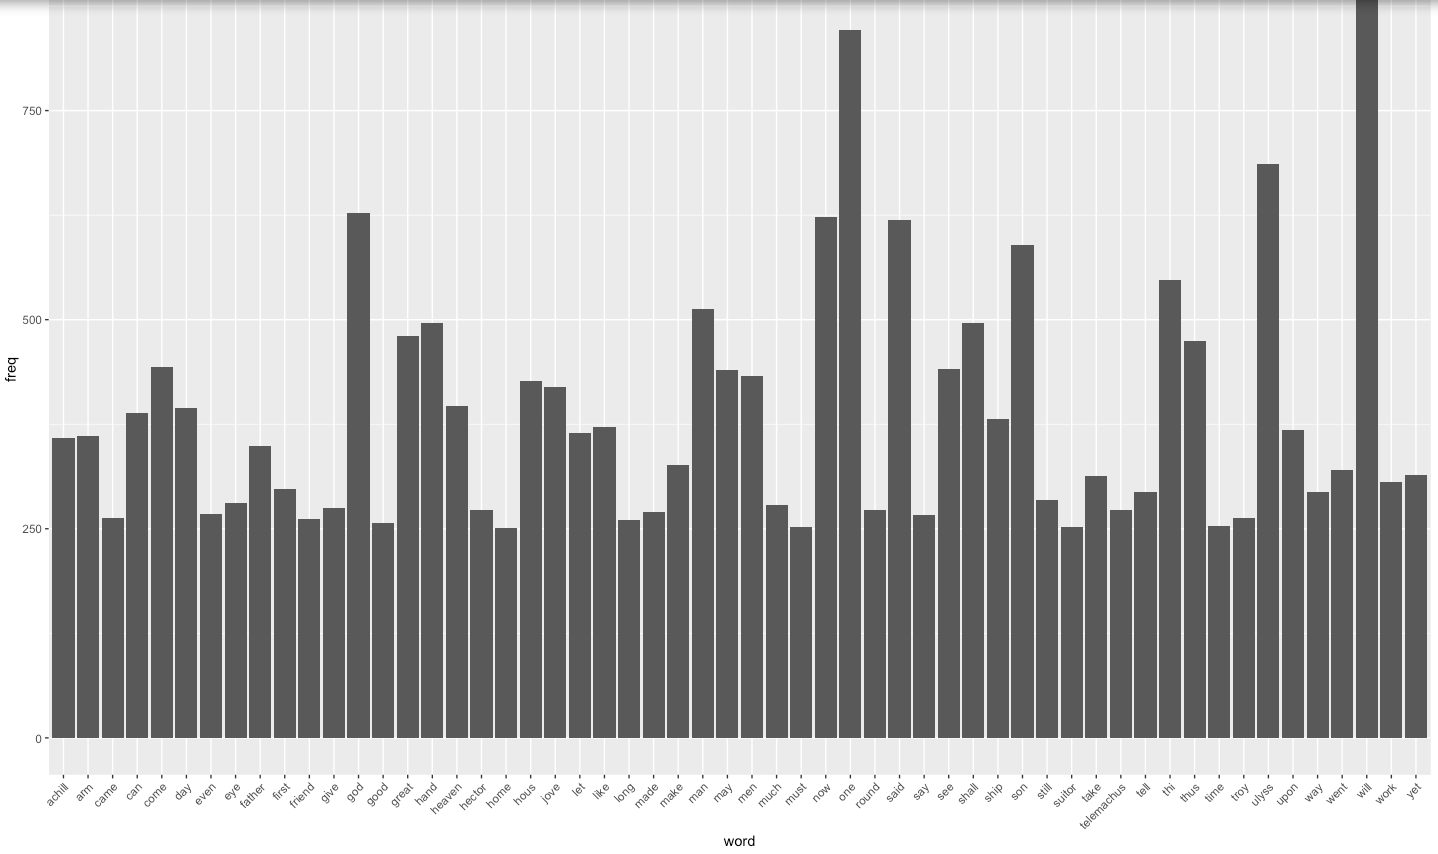 750
500
250
0
freq
achill
arm
came
can
come
day
even
eye
father
first
friend
give
god
good
great
hand
heaven
hector
home
hous
jove
let
like
long
made
make
man
may
men
much
must
now
one
round
said
say
see
shall
ship
son
still
suitor
take
telemachus
tell
thi
thus
time
troy
ulyss
upon
way
went
will
work
yet
word